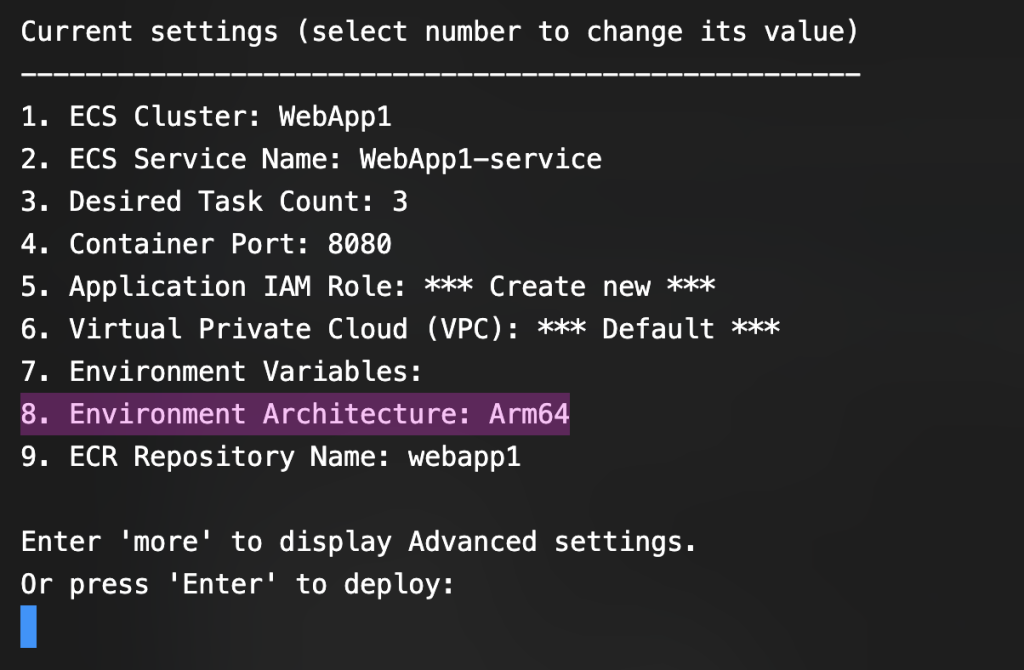 Current settings (select number to change its value)
----------------------------------------------------
1. ECS Cluster: WebApp1
2. ECS Service Name: WebApp1-service
3. Desired Task Count: 3
4. Container Port: 8080
5. Application IAM Role: *** Create new ***
6. Virtual Private Cloud (VPC): *** Default ***
7. Environment Variables:
8. Environment Architecture: Arm64
9. ECR Repository Name: webapp1
Enter 'more' to display Advanced settings.
Or press 'Enter' to deploy: